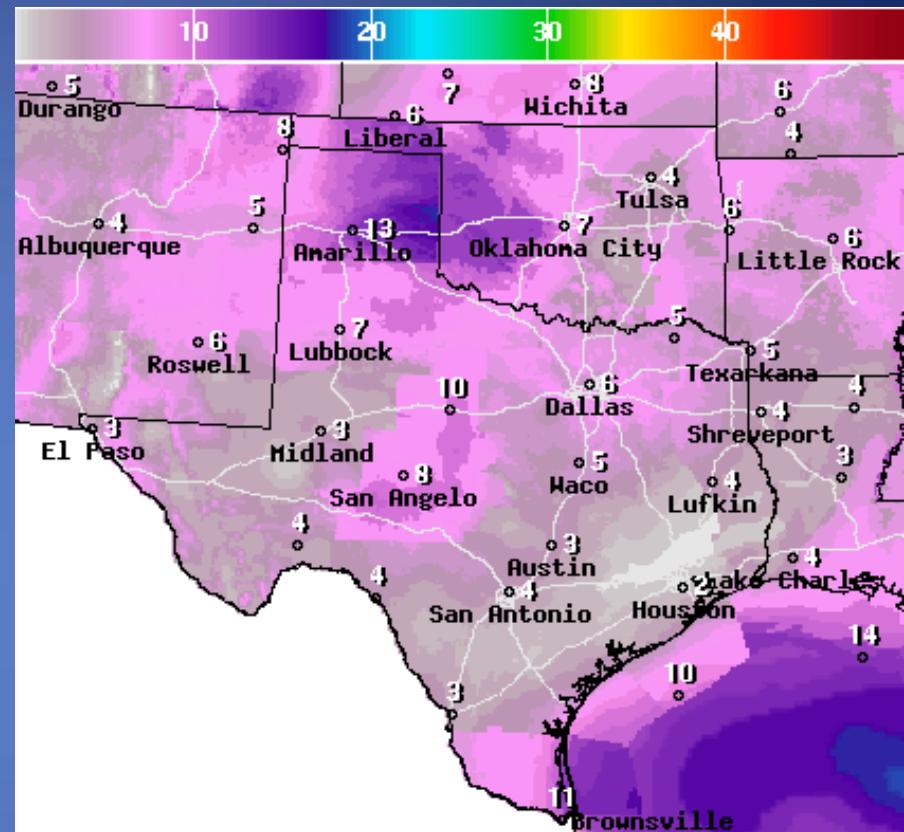 10 20 30 40
5
Durango
7
8
Wichita
6
6
Liberal
8
4
4
Tulsa
4
Albuquerque
5
13
Amarillo
7
Oklahoma City
6
6
Little Rock
6
Roswell
7
Lubbock
5
5
Texarkana
10
6
Dallas
4
Shreveport
4
3
El Paso
3
Midland
8
San Angelo
5
Waco
4
Lufkin
3
4
3
Austin
4
Lake Charles
4
4
San Antonio
2
Houston
14
10
3
11
Brownsville